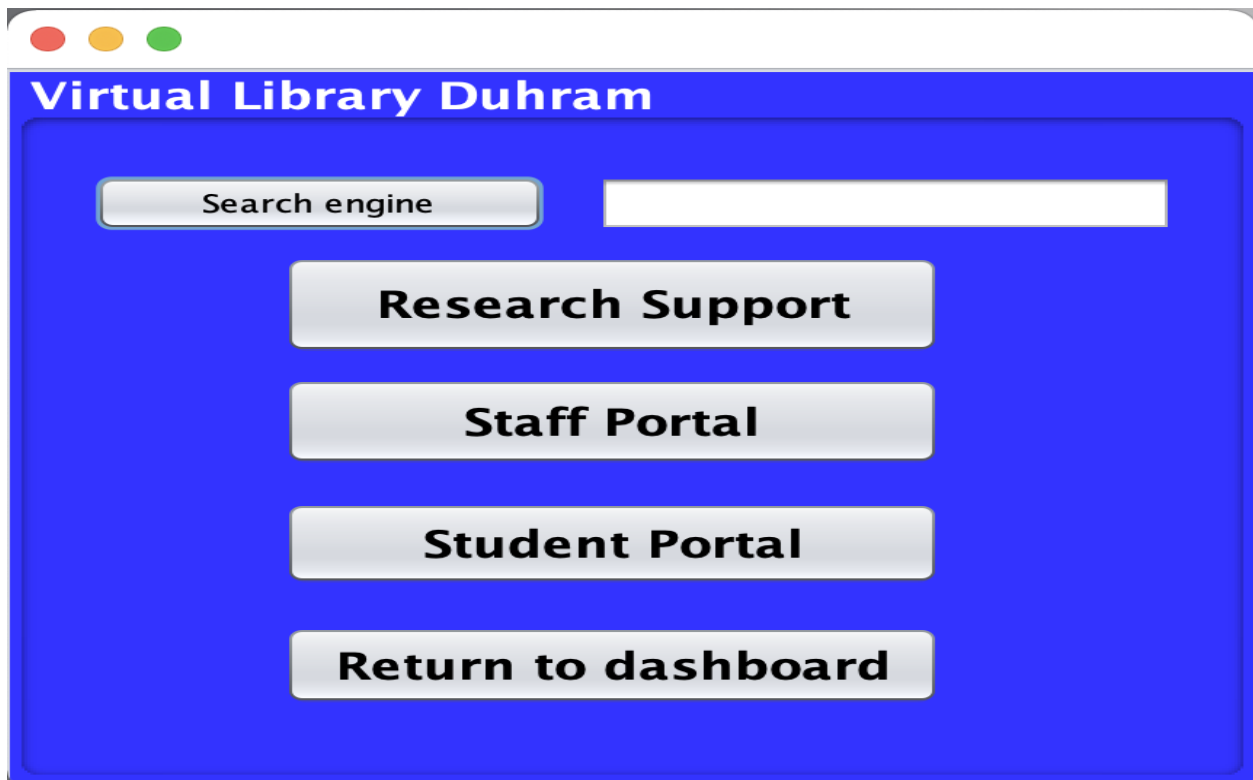 Virtual Library Duhram
Search engine
Research Support
Staff Portal
Student Portal
Return to dashboard